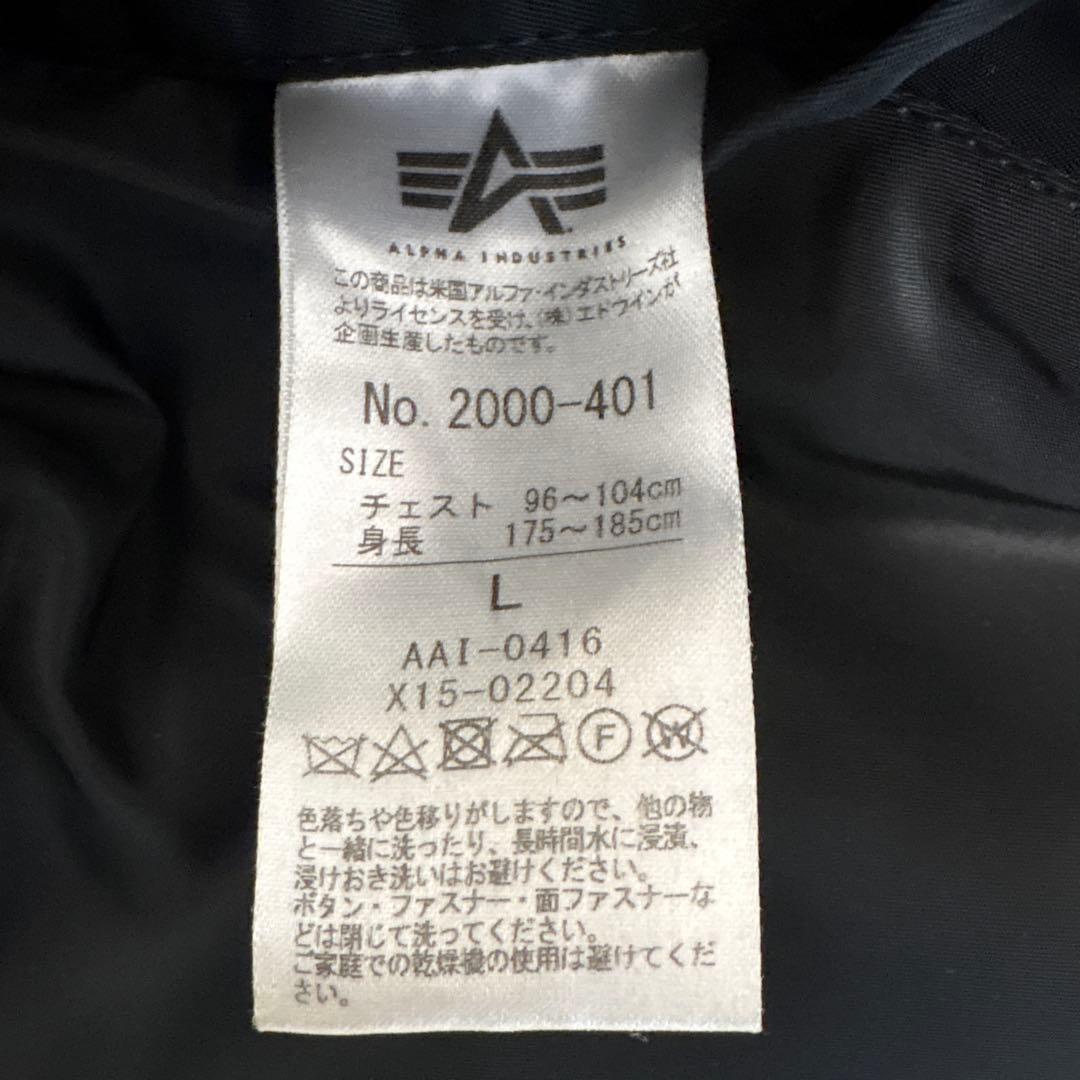 ALPHA INDUSTRIES
この商品は米国アルファ・インダストリーズ社
よりライセンスを受け、(株)エドウインが
企画生産したものです。
No. 2000-401
SIZE
チェスト 96～104cm
身長 175～185cm
L
AAI-0416
X15-02204
F W
色落ちや色移りがしますので、他の物
と一緒に洗ったり、長時間水に浸漬、
浸けおき洗いはお避けください。
ボタン・ファスナー・面ファスナーな
どは閉じて洗ってください。
ご家庭での乾燥機の使用は避けてくだ
さい。